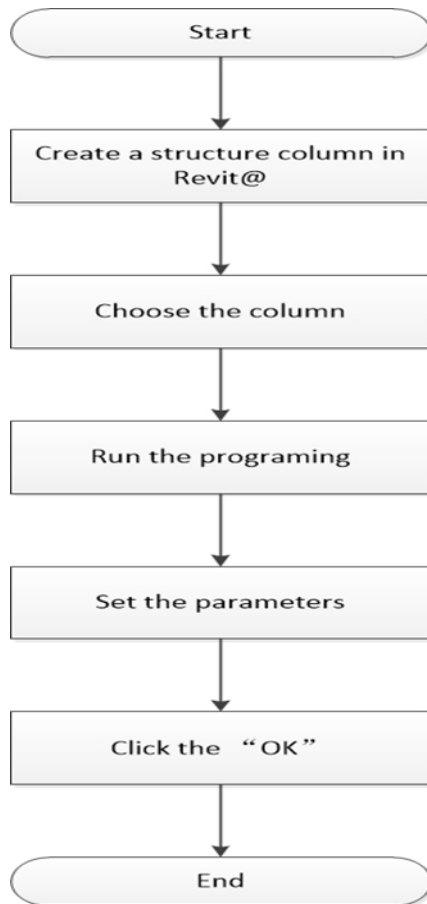 Start
Create a structure column in
Revit@
Choose the column
Run the programing
Set the parameters
Click the “OK”
End